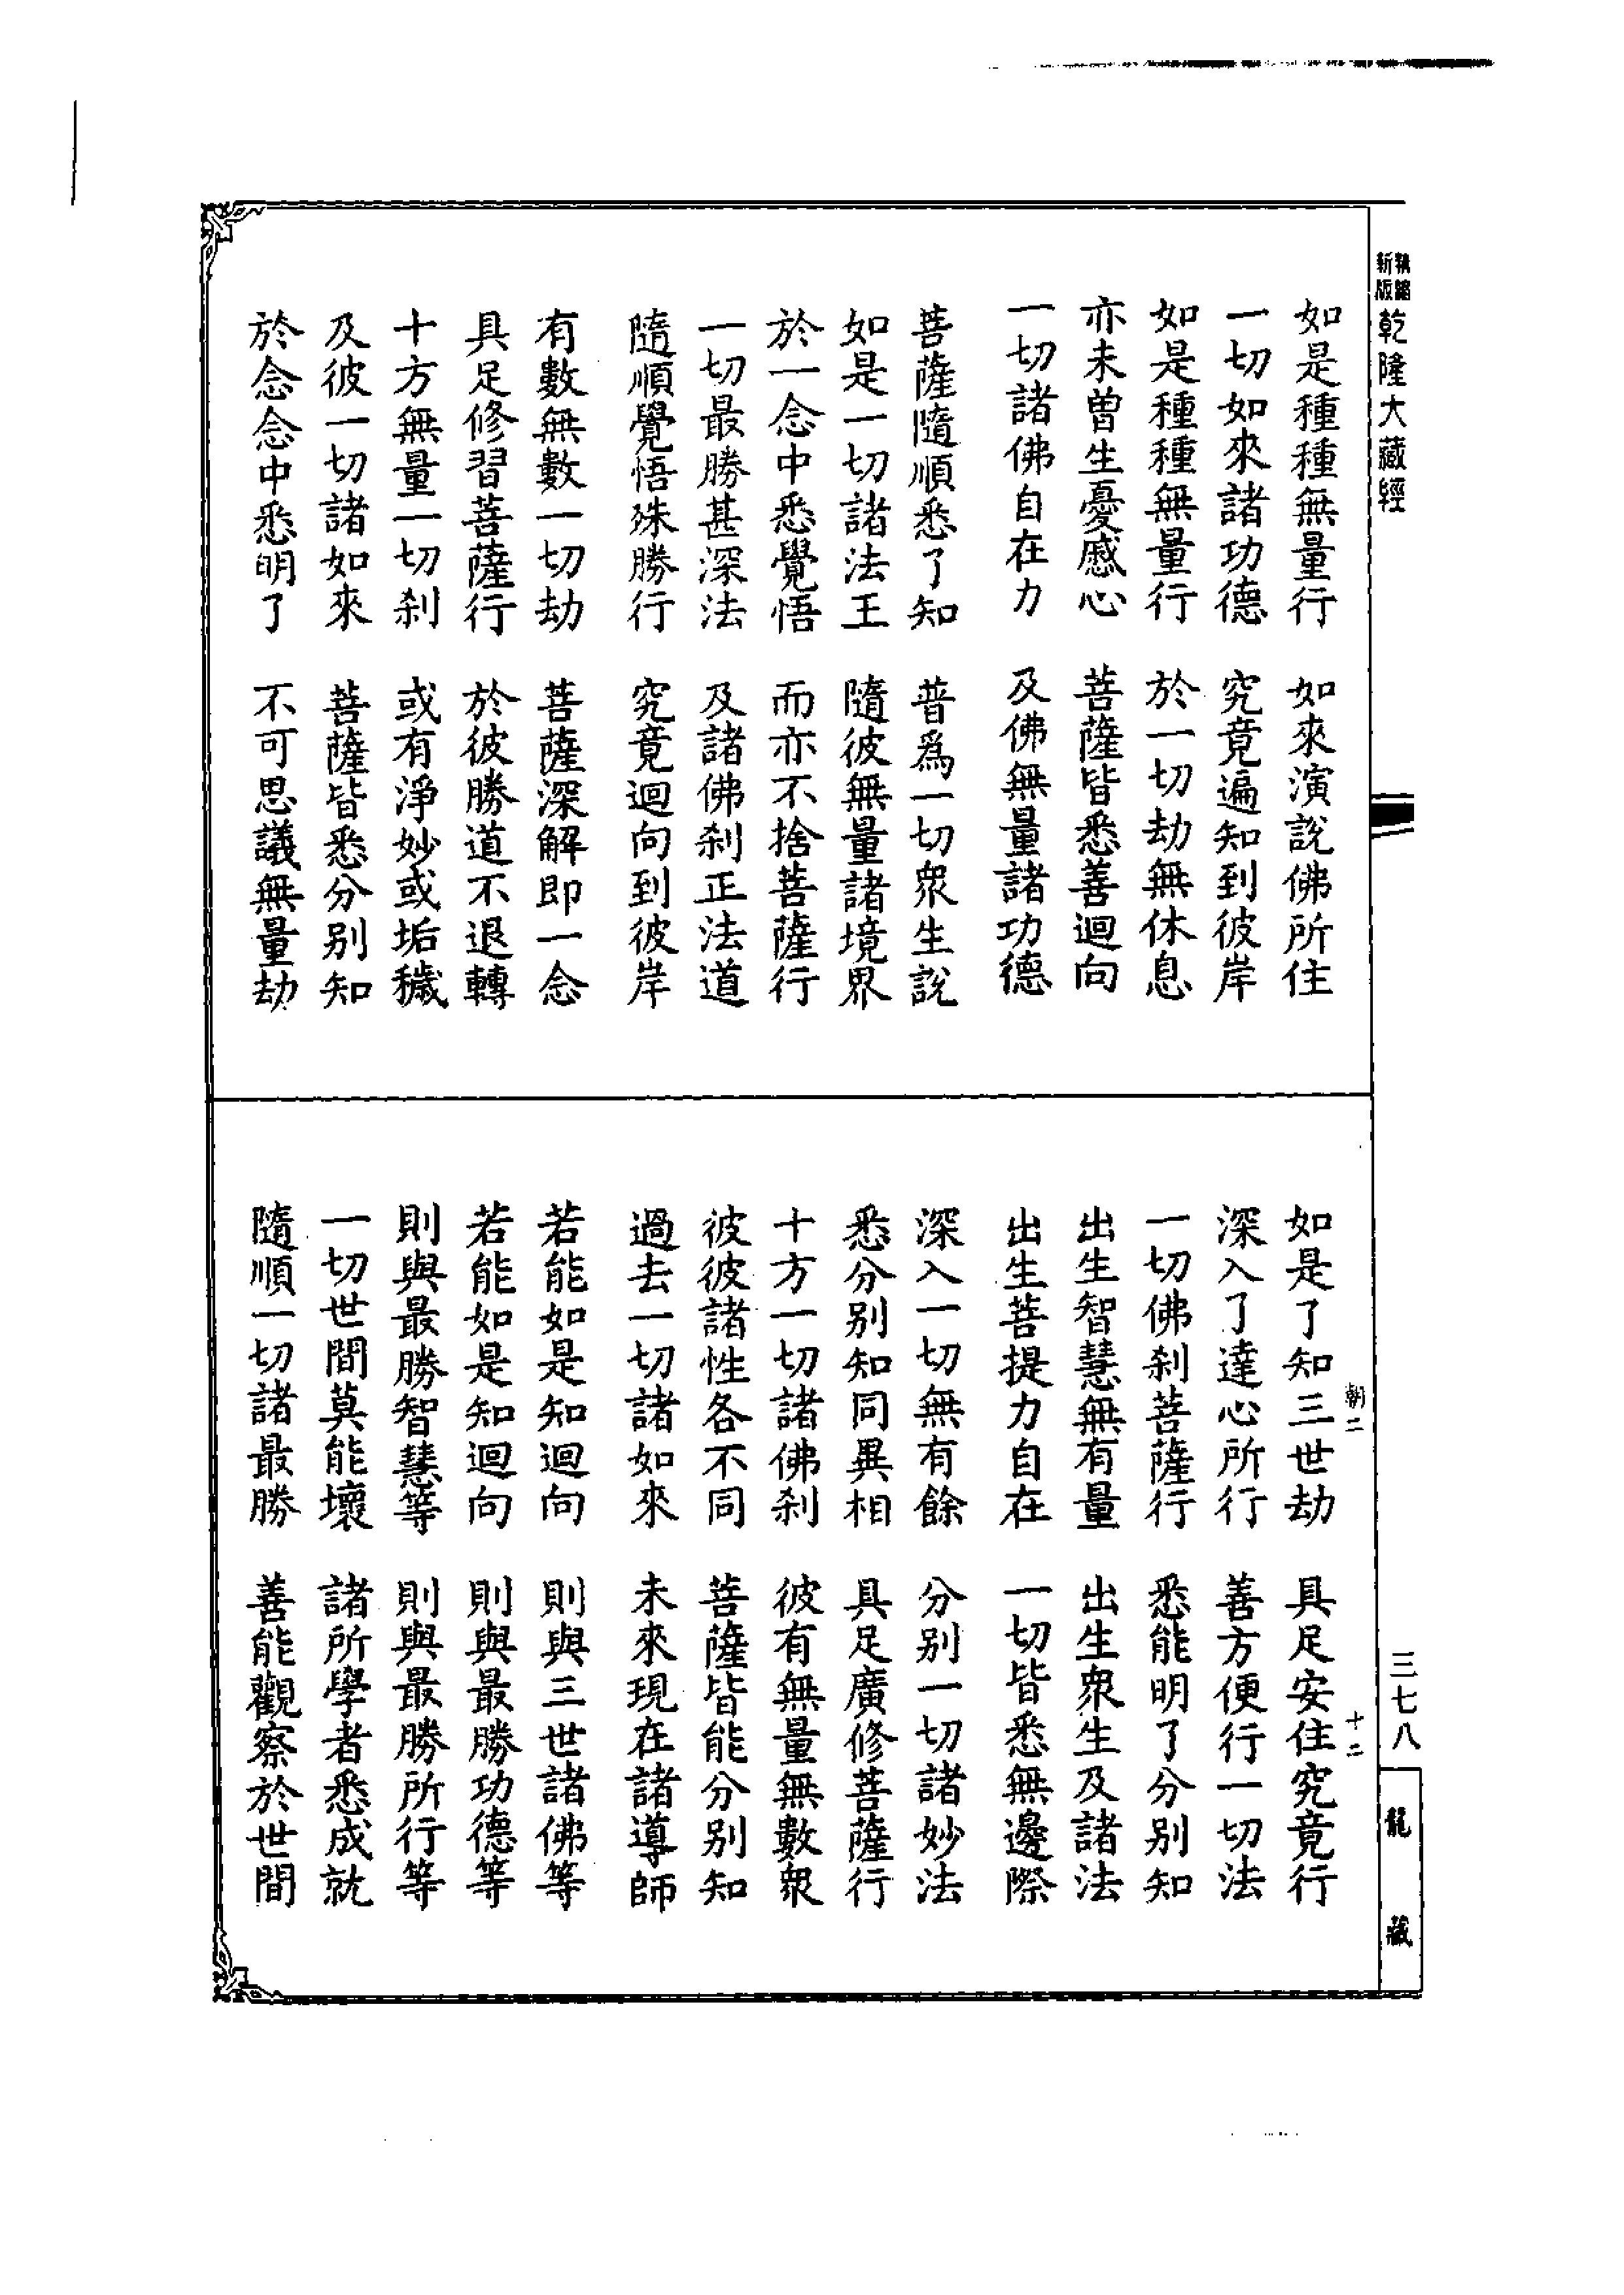 新版
乾隆大藏經
如是種種無量行　如來演說佛所住
一切如來諸功德　究竟遍知到彼岸
如是種種無量行　於一切劫無休息
亦未曾生憂慼心　菩薩皆悉善迴向
一切諸佛自在力　及佛無量諸功德
菩薩隨順悉了知　普爲一切衆生說
如是一切諸法王　隨彼無量諸境界
於一念中悉覺悟　而亦不捨菩薩行
一切最勝甚深法　及諸佛刹正法道
隨順覺悟殊勝行　究竟迴向到彼岸
有數無數一切劫　菩薩深解即一念
具足修習菩薩行　於彼勝道不退轉
十方無量一切刹　或有淨妙或垢穢
及彼一切諸如來　菩薩皆悉分別知
於念念中悉明了　不可思議無量劫
朝二　十二
如是了知三世劫　具足安住究竟行
深入了達心所行　善方便行一切法
一切佛刹菩薩行　悉能明了分別知
出生智慧無有量　出生衆生及諸法
出生菩提力自在　一切皆悉無邊際
深入一切無有餘　分別一切諸妙法
悉分別知同異相　具足廣修菩薩行
十方一切諸佛刹　彼有無量無數衆
彼彼諸性各不同　菩薩皆能分別知
過去一切諸如來　未來現在諸導師
若能如是知迴向　則與三世諸佛等
若能如是知迴向　則與最勝功德等
則與最勝智慧等　則與最勝所行等
一切世間莫能壞　諸所學者悉成就
隨順一切諸最勝　善能觀察於世間
三七八
龍藏